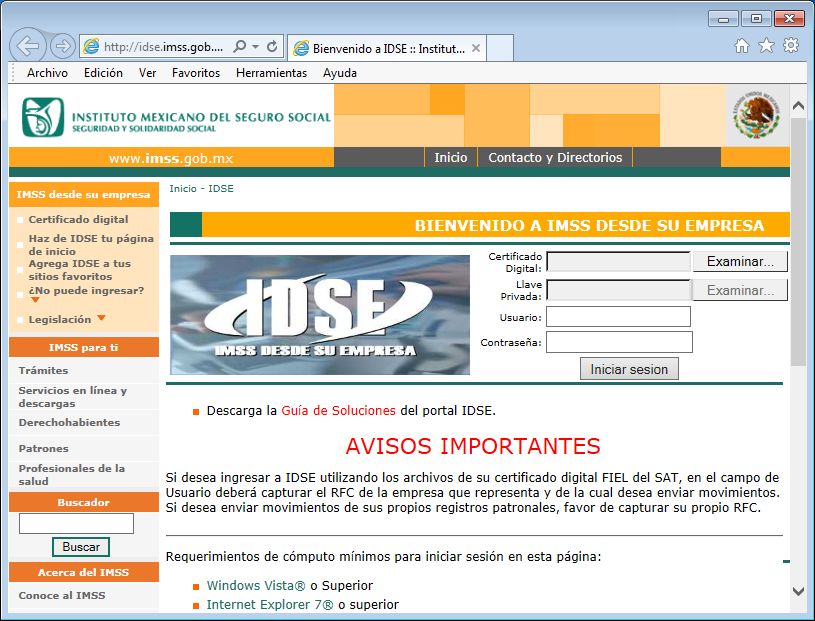 http://idse.imss.gob....
Bienvenido a IDSE :: Institut...
Archivo Edición Ver Favoritos Herramientas Ayuda
INSTITUTO MEXICANO DEL SEGURO SOCIAL
SEGURIDAD Y SOLIDARIDAD SOCIAL
www.imss.gob.mx
Inicio Contacto y Directorios
IMSS desde su empresa
Certificado digital
Haz de IDSE tu página
de inicio
Agrega IDSE a tus
sitios favoritos
¿No puede ingresar?
Legislación
IMSS para ti
Trámites
Servicios en línea y
descargas
Derechohabientes
Patrones
Profesionales de la
salud
Buscador
Buscar
Acerca del IMSS
Conoce al IMSS
Inicio - IDSE
BIENVENIDO A IMSS DESDE SU EMPRESA
IDSE
IMSS DESDE SU EMPRESA
Certificado
Digital:
Examinar...
Llave
Privada:
Examinar...
Usuario:
Contraseña:
Iniciar sesion
Descarga la Guía de Soluciones del portal IDSE.
AVISOS IMPORTANTES
Si desea ingresar a IDSE utilizando los archivos de su certificado digital FIEL del SAT, en el campo de
Usuario deberá capturar el RFC de la empresa que representa y de la cual desea enviar movimientos.
Si desea enviar movimientos de sus propios registros patronales, favor de capturar su propio RFC.
Requerimientos de cómputo mínimos para iniciar sesión en esta página:
Windows Vista® o Superior
Internet Explorer 7® o superior